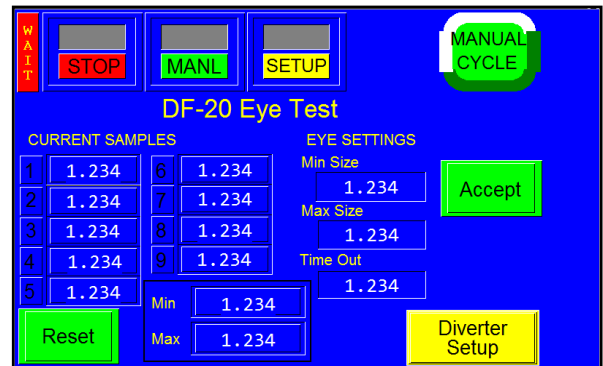 WAIT
STOP
MANL
SETUP
MANUAL
CYCLE
DF-20 Eye Test
CURRENT SAMPLES
EYE SETTINGS
1 1.234
6 1.234
2 1.234
7 1.234
3 1.234
8 1.234
4 1.234
9 1.234
5 1.234
Min Size
1.234
Max Size
1.234
Time Out
1.234
Accept
Min 1.234
Max 1.234
Reset
Diverter
Setup